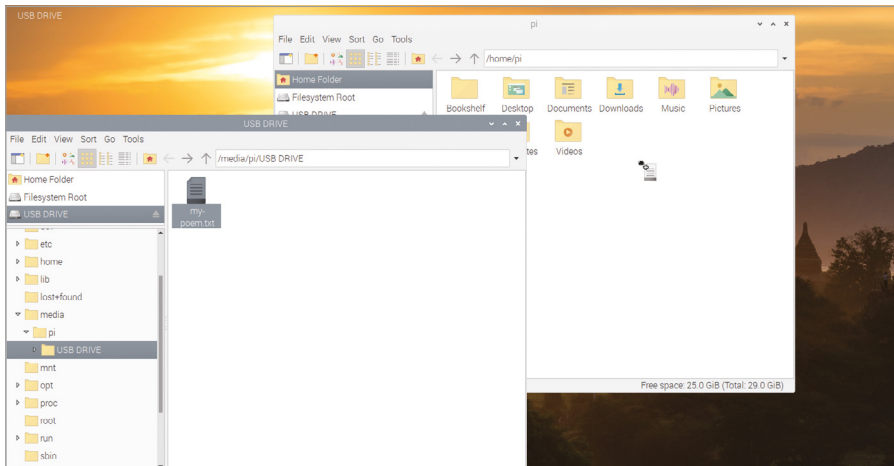 USB DRIVE
pi
File Edit View Sort Go Tools
/home/pi
Home Folder
Filesystem Root
USB DRIVE
Bookshelf Desktop Documents Downloads Music Pictures
Videos
Free space: 25.0 GiB (Total: 29.0 GiB)
USB DRIVE
File Edit View Sort Go Tools
/media/pi/USB DRIVE
Home Folder
Filesystem Root
USB DRIVE
etc
home
lib
lost+found
media
pi
USB DRIVE
mnt
opt
proc
root
run
sbin
my-
poem.txt